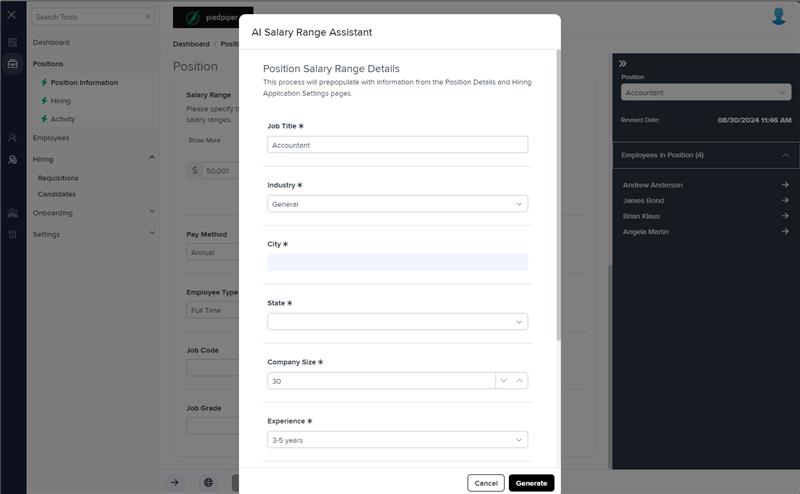 Search Tools
Dashboard
Positions
Position Information
Hiring
Activity
Employees
Hiring
Requisitions
Candidates
Onboarding
Settings
piedpiper
Dashboard / Positi
Position
Salary Range
Please specify th
salary ranges.
Show More
$ 50,001
Pay Method
Annual
Employee Type
Full Time
Job Code
Job Grade
AI Salary Range Assistant
Position Salary Range Details
This process will prepopulate with information from the Position Details and Hiring
Application Settings pages.
Job Title *
Accountant
Industry *
General
City *
State *
Company Size *
30
Experience *
3-5 years
Cancel
Generate
Position
Accountant
Revised Date: 08/30/2024 11:46 AM
Employees in Position (4)
Andrew Anderson
James Bond
Brian Klaus
Angela Martin